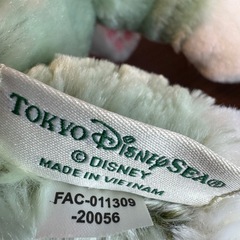 TOKYO DISNEYSEA®
© DISNEY
MADE IN VIETNAM
FAC-011309
-20056